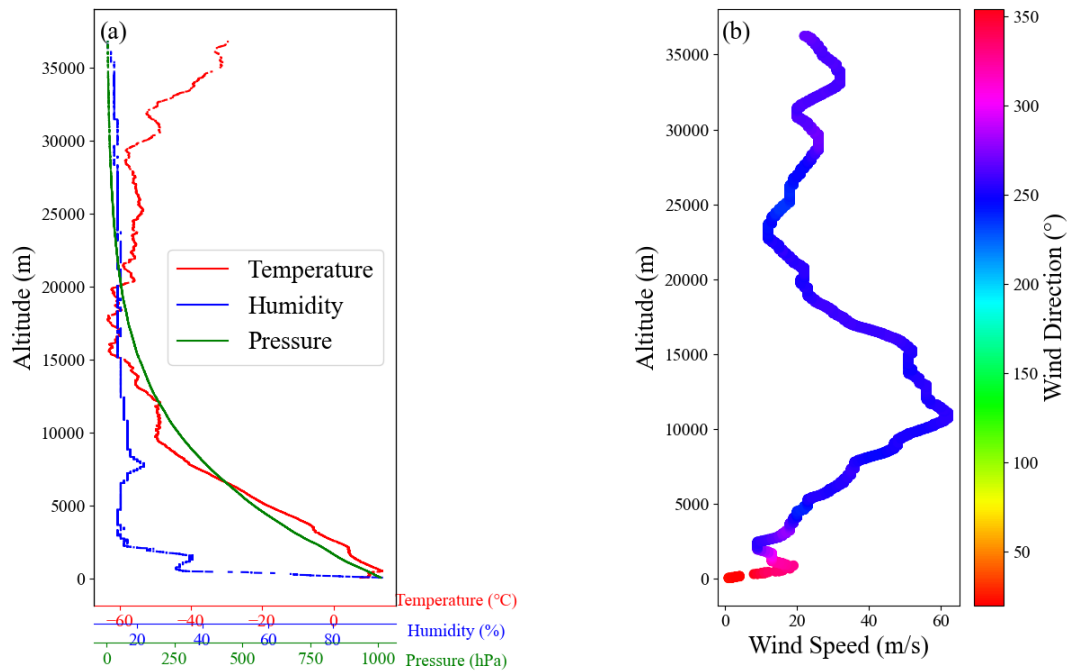 (a)
35000
30000
25000
20000
15000
10000
5000
0
Altitude (m)
Temperature
Humidity
Pressure
−60 −40 −20 0 Temperature (℃)
20 40 60 80 Humidity (%)
0 250 500 750 1000 Pressure (hPa)
(b)
35000
30000
25000
20000
15000
10000
5000
0
Altitude (m)
0 20 40 60
Wind Speed (m/s)
350
300
250
200
150
100
50
Wind Direction (°)